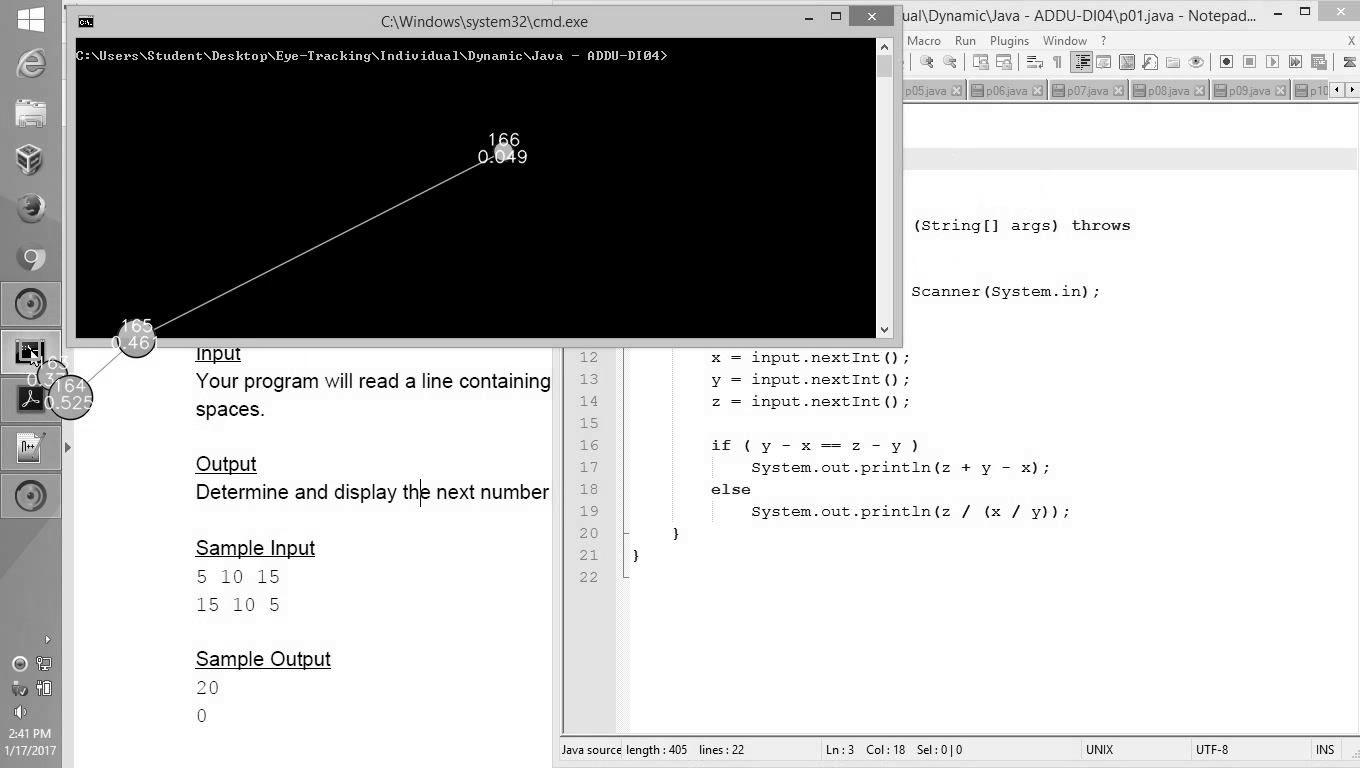 C:\Windows\system32\cmd.exe
C:\Users\Student\Desktop\Eye-Tracking\Individual\Dynamic\Java - ADDU-DI04>
166
0.049
165
0.461
164
0.525
ual\Dynamic\Java - ADDU-DI04\p01.java - Notepad...
Macro Run Plugins Window ? X
p05.java p06.java p07.java p08.java p09.java p10
(String[] args) throws
Scanner(System.in);
12 x = input.nextInt();
13 y = input.nextInt();
14 z = input.nextInt();
15
16 if ( y - x == z - y )
17 System.out.println(z + y - x);
18 else
19 System.out.println(z / (x / y));
20 }
21 }
22
Input
Your program will read a line containing
spaces.
Output
Determine and display the next number
Sample Input
5 10 15
15 10 5
Sample Output
20
0
2:41 PM
1/17/2017
Java source length : 405 lines : 22 Ln : 3 Col : 18 Sel : 0 | 0 UNIX UTF-8 INS